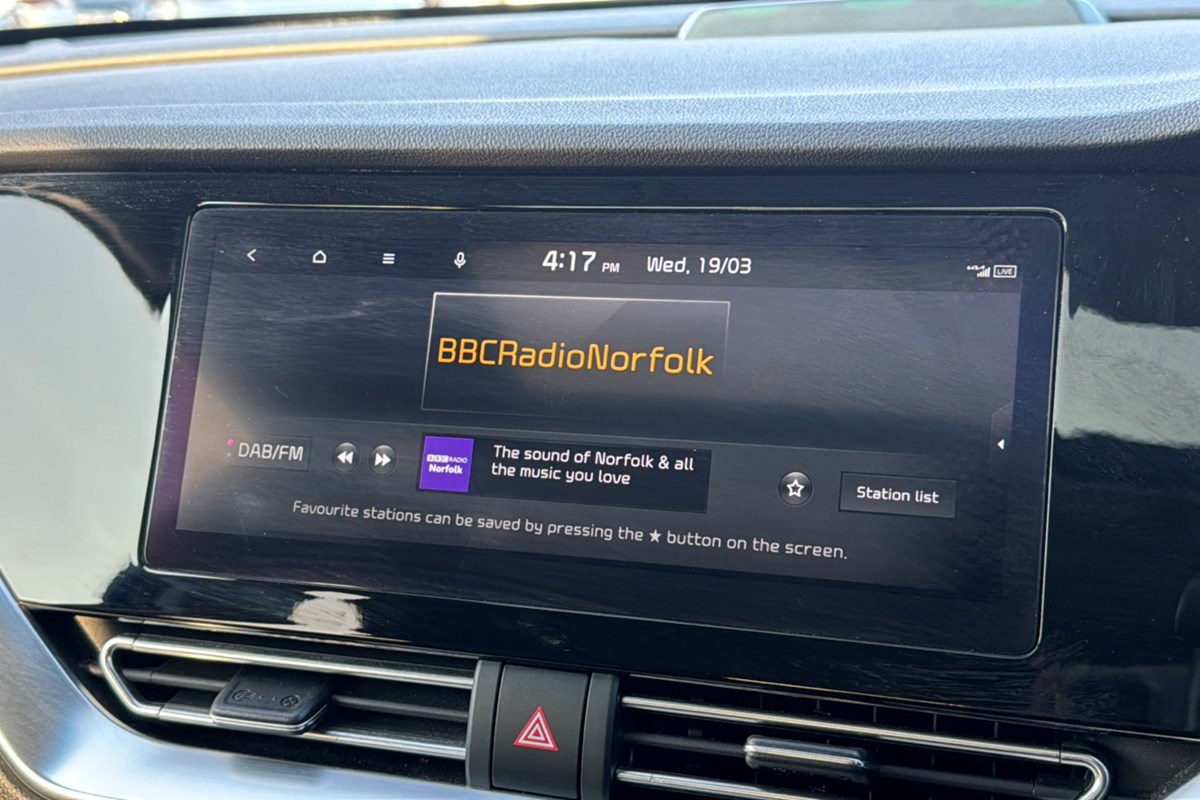 4:17 PM Wed, 19/03
LIVE
BBCRadioNorfolk
DAB/FM
BBC RADIO
Norfolk
The sound of Norfolk & all
the music you love
Station list
Favourite stations can be saved by pressing the ★ button on the screen.